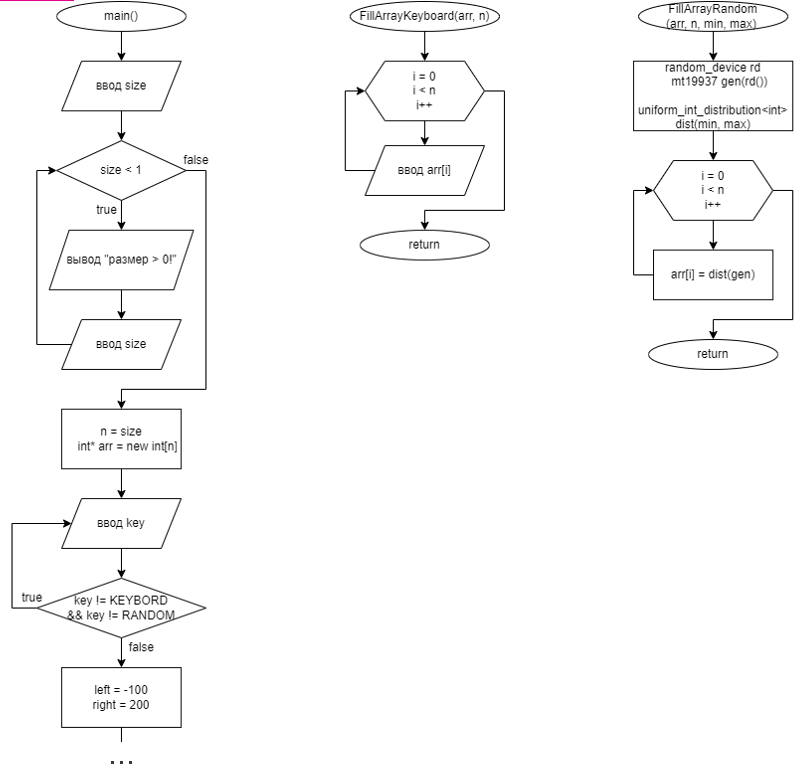 main()
ввод size
size < 1
false
true
вывод "размер > 0!"
ввод size
n = size
int* arr = new int[n]
ввод key
true
key != KEYBORD
&& key != RANDOM
false
left = -100
right = 200
...
FillArrayKeyboard(arr, n)
i = 0
i < n
i++
ввод arr[i]
return
FillArrayRandom
(arr, n, min, max)
random_device rd
mt19937 gen(rd())
uniform_int_distribution<int>
dist(min, max)
i = 0
i < n
i++
arr[i] = dist(gen)
return